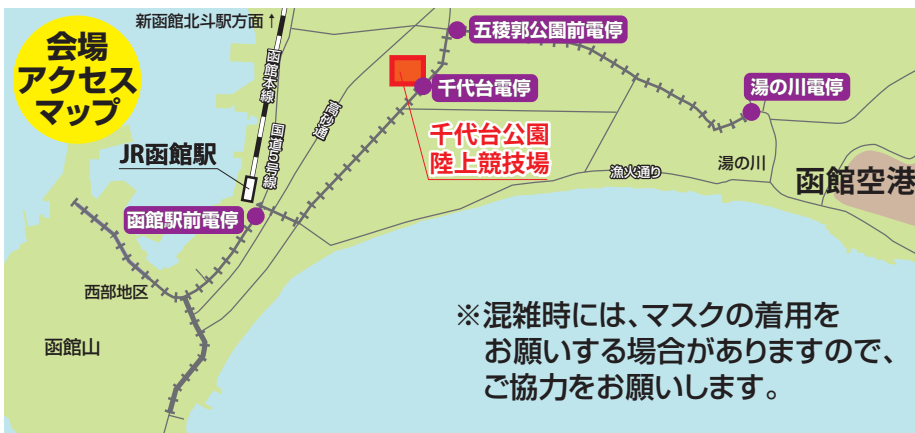 新函館北斗駅方面↑
会場
アクセス
マップ
函館本線
国道5号線
高砂通
五稜郭公園前電停
千代台電停
千代台公園
陸上競技場
湯の川電停
JR函館駅
湯の川
漁火通り
函館空港
函館駅前電停
西部地区
函館山
※混雑時には、マスクの着用を
お願いする場合がありますので、
ご協力をお願いします。